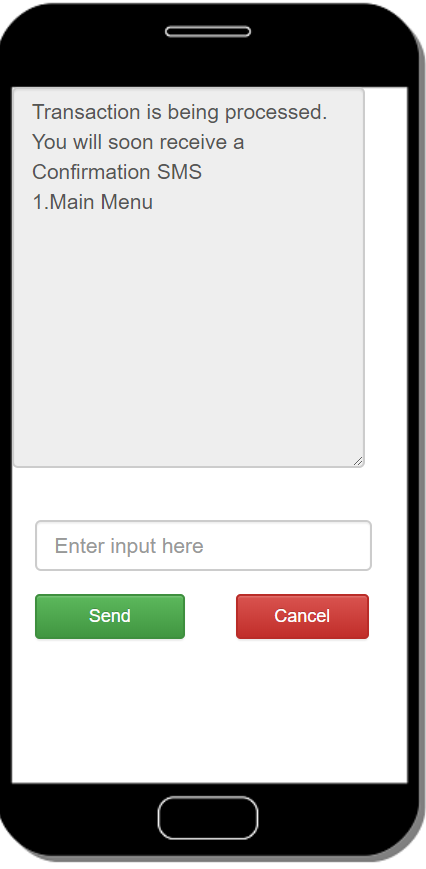 Transaction is being processed.
You will soon receive a
Confirmation SMS
1.Main Menu
Enter input here
Send
Cancel